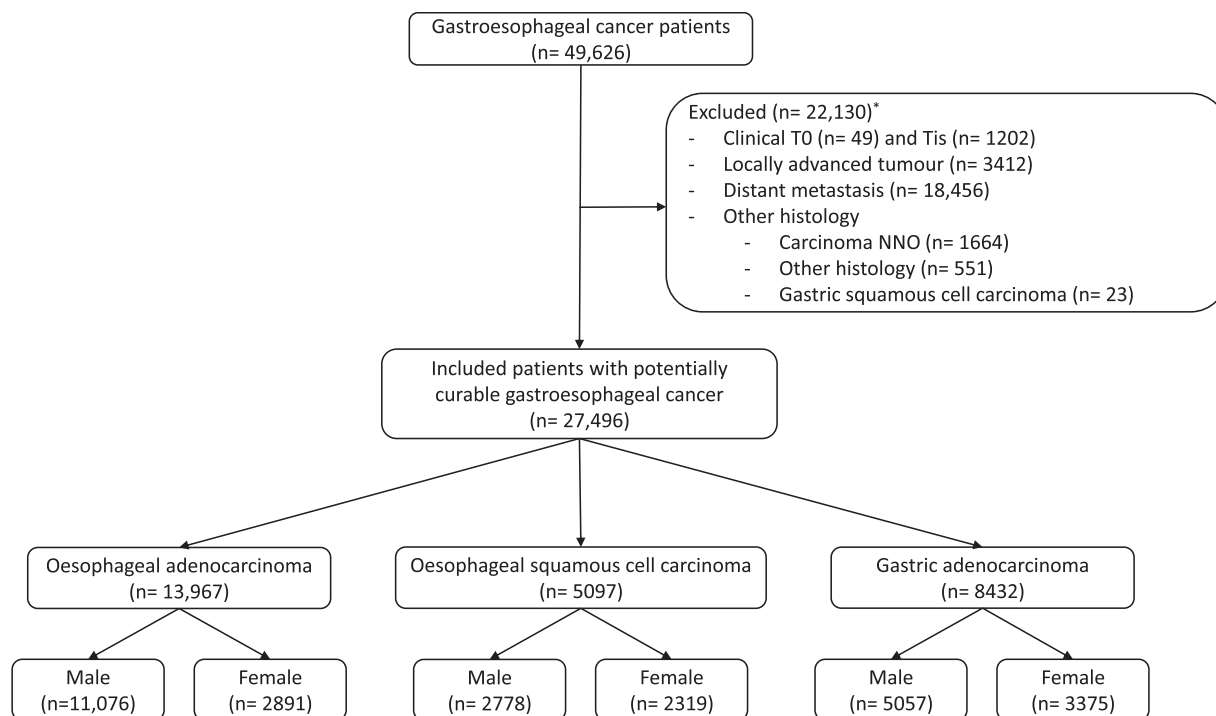 Gastroesophageal cancer patients
(n= 49,626)
Excluded (n= 22,130)*
- Clinical T0 (n= 49) and Tis (n= 1202)
- Locally advanced tumour (n= 3412)
- Distant metastasis (n= 18,456)
- Other histology
- Carcinoma NNO (n= 1664)
- Other histology (n= 551)
- Gastric squamous cell carcinoma (n= 23)
Included patients with potentially
curable gastroesophageal cancer
(n= 27,496)
Oesophageal adenocarcinoma
(n= 13,967)
Oesophageal squamous cell carcinoma
(n= 5097)
Gastric adenocarcinoma
(n= 8432)
Male
(n=11,076)
Female
(n= 2891)
Male
(n= 2778)
Female
(n= 2319)
Male
(n= 5057)
Female
(n= 3375)